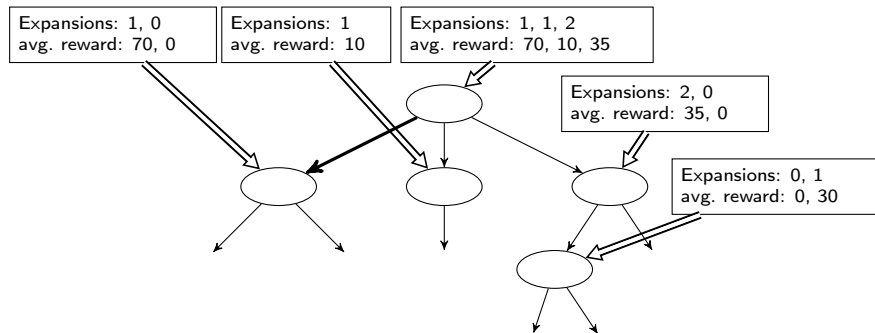 Expansions: 1, 0
avg. reward: 70, 0
Expansions: 1
avg. reward: 10
Expansions: 1, 1, 2
avg. reward: 70, 10, 35
Expansions: 2, 0
avg. reward: 35, 0
Expansions: 0, 1
avg. reward: 0, 30